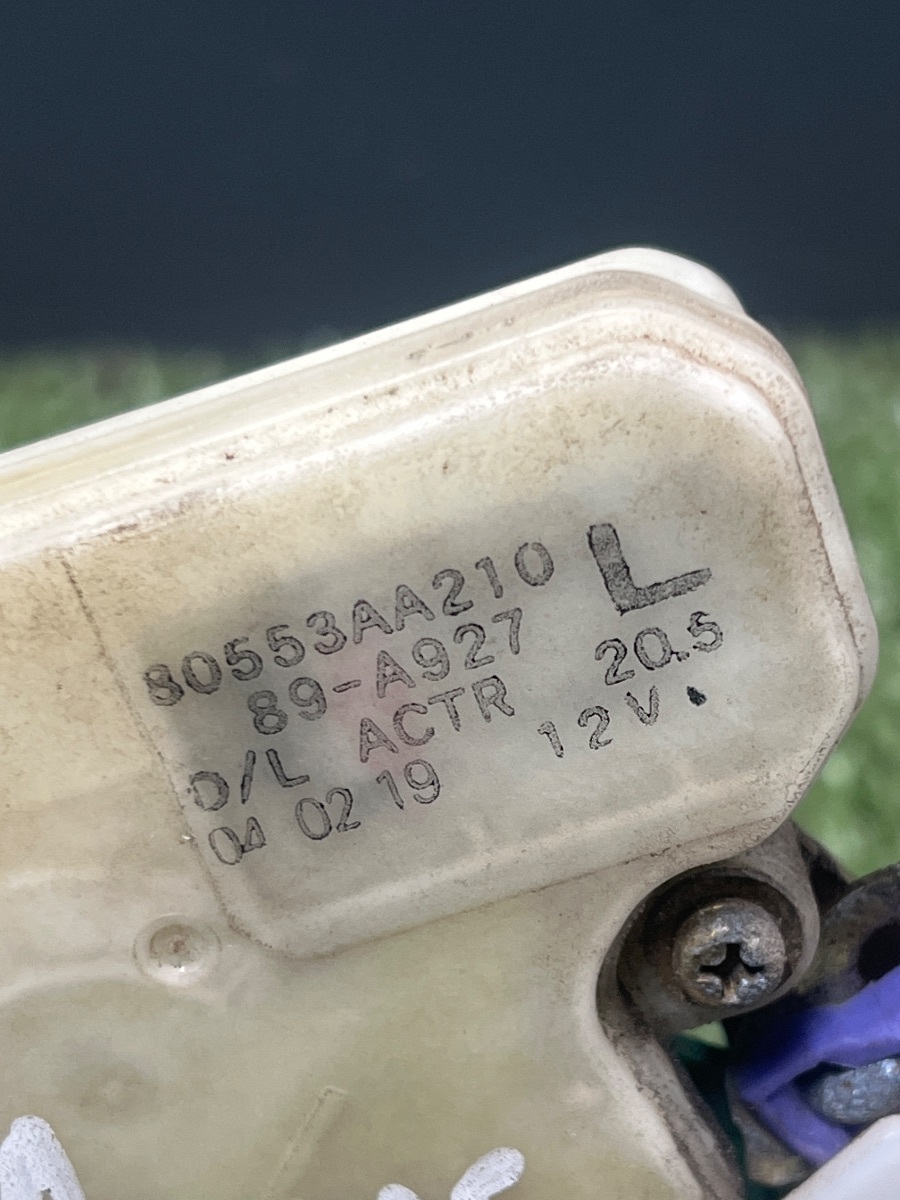 80553AA210 L
89-A927 20.5
D/L ACTR 12V
04 02 19